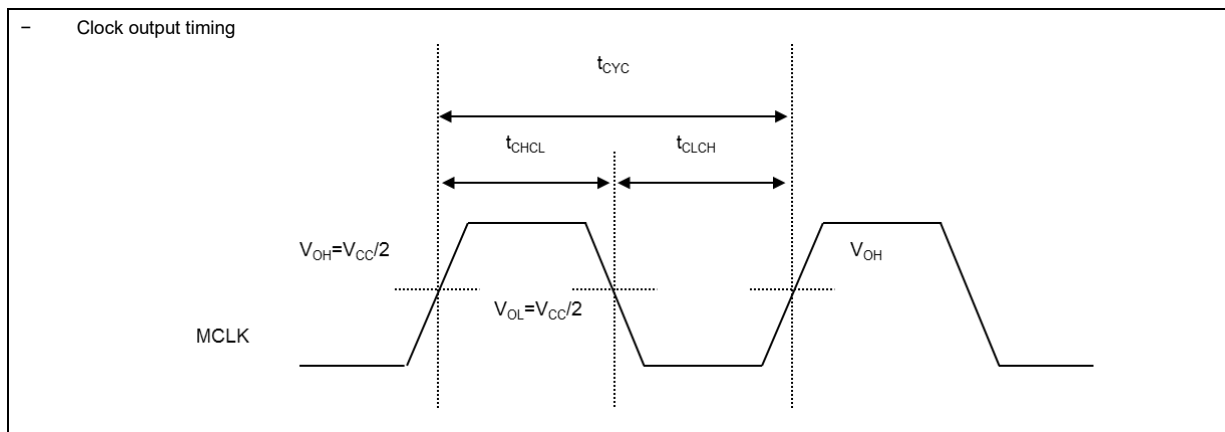 – Clock output timing
tCYC
tCHCL tCLCH
VOH=VCC/2 VOH
VOL=VCC/2
MCLK